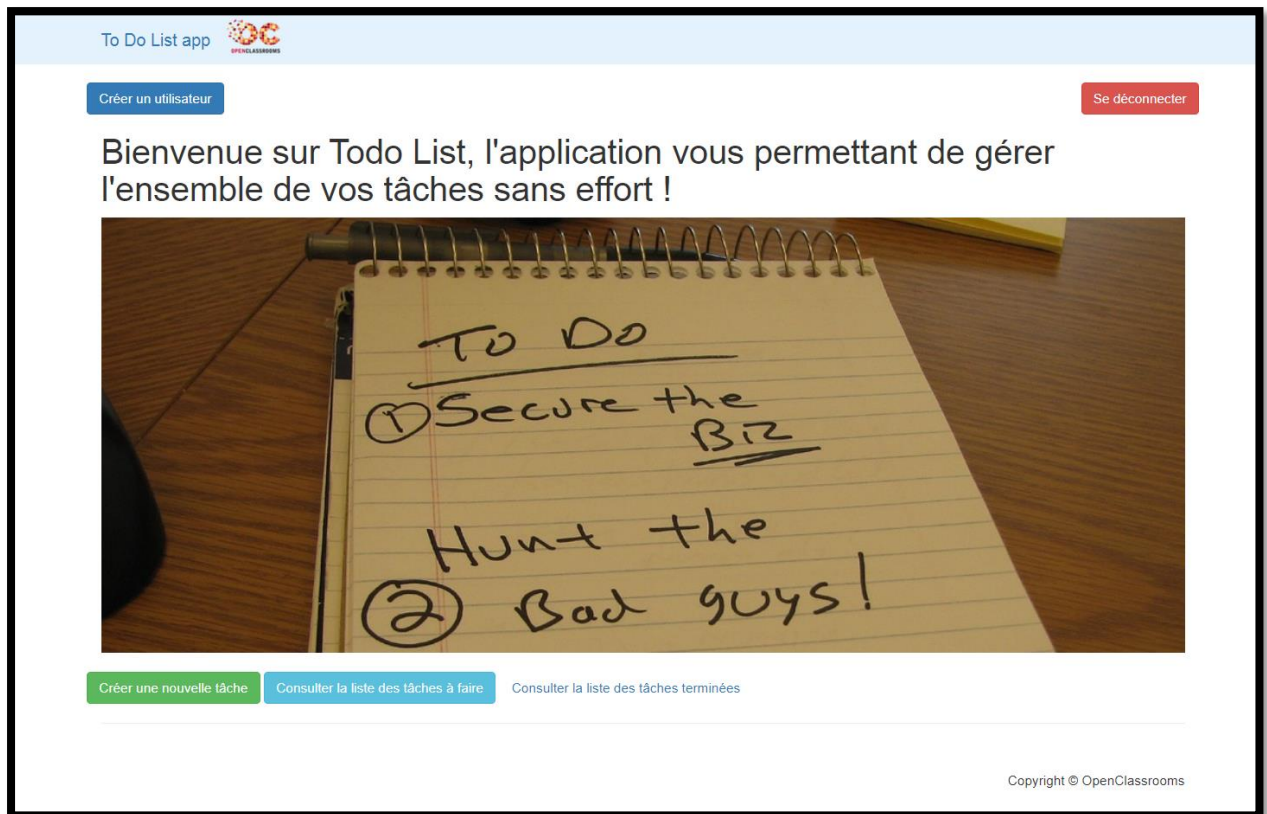 To Do List app
OC
OPENCLASSROOMS
Créer un utilisateur
Se déconnecter
Bienvenue sur Todo List, l'application vous permettant de gérer
l'ensemble de vos tâches sans effort !
To Do
1 Secure the
Biz
Hunt the
2 Bad guys!
Créer une nouvelle tâche
Consulter la liste des tâches à faire
Consulter la liste des tâches terminées
Copyright © OpenClassrooms